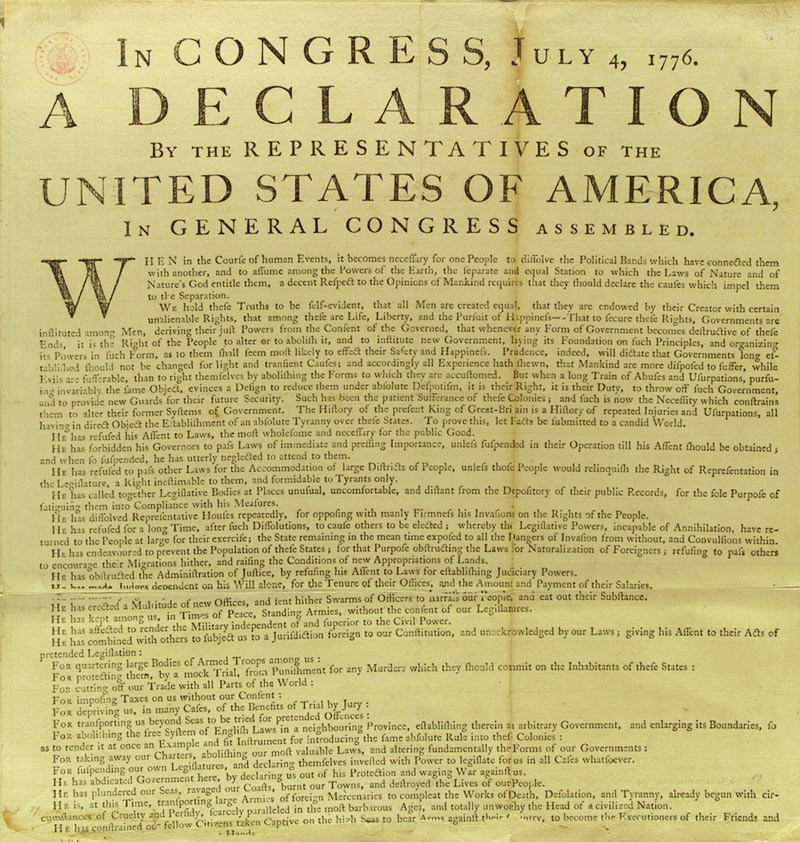 In CONGRESS, July 4, 1776.
A DECLARATION
By the REPRESENTATIVES of the
UNITED STATES OF AMERICA,
In GENERAL CONGRESS assembled.
WHEN in the Courſe of human Events, it becomes neceſſary for one People to diſſolve the Political Bands which have connected them
with another, and to aſſume among the Powers of the Earth, the ſeparate and equal Station to which the Laws of Nature and of
Nature's God entitle them, a decent Reſpect to the Opinions of Mankind requires that they ſhould declare the cauſes which impel them
to the Separation.
We hold theſe Truths to be ſelf-evident, that all Men are created equal, that they are endowed by their Creator with certain
unalienable Rights, that among theſe are Life, Liberty, and the Purſuit of Happineſs--That to ſecure theſe Rights, Governments are
inſtituted among Men, deriving their juſt Powers from the Conſent of the Governed, that whenever any Form of Government becomes deſtructive of theſe
Ends, it is the Right of the People to alter or to aboliſh it, and to inſtitute new Government, laying its Foundation on ſuch Principles, and organizing
its Powers in ſuch Form, as to them ſhall ſeem moſt likely to effect their Safety and Happineſs. Prudence, indeed, will dictate that Governments long eſ-
tabliſhed ſhould not be changed for light and tranſient Cauſes; and accordingly all Experience hath ſhewn, that Mankind are more diſpoſed to ſuffer, while
Evils are ſufferable, than to right themſelves by aboliſhing the Forms to which they are accuſtomed. But when a long Train of Abuſes and Uſurpations, purſu-
ing invariably the ſame Object, evinces a Deſign to reduce them under abſolute Deſpotiſm, it is their Right, it is their Duty, to throw off ſuch Government,
and to provide new Guards for their future Security. Such has been the patient Sufferance of theſe Colonies; and ſuch is now the Neceſſity which conſtrains
them to alter their former Syſtems of Government. The Hiſtory of the preſent King of Great-Britain is a Hiſtory of repeated Injuries and Uſurpations, all
having in direct Object the Eſtabliſhment of an abſolute Tyranny over theſe States. To prove this, let Facts be ſubmitted to a candid World.
He has refuſed his Aſſent to Laws, the moſt wholeſome and neceſſary for the public Good.
He has forbidden his Governors to paſs Laws of immediate and preſſing Importance, unleſs ſuſpended in their Operation till his Aſſent ſhould be obtained;
and when ſo ſuſpended, he has utterly neglected to attend to them.
He has refuſed to paſs other Laws for the Accommodation of large Diſtricts of People, unleſs thoſe People would relinquiſh the Right of Repreſentation in
the Legiſlature, a Right ineſtimable to them, and formidable to Tyrants only.
He has called together Legiſlative Bodies at Places unuſual, uncomfortable, and diſtant from the Depoſitory of their public Records, for the ſole Purpoſe of
fatiguing them into Compliance with his Meaſures.
He has diſſolved Repreſentative Houſes repeatedly, for oppoſing with manly Firmneſs his Invaſions on the Rights of the People.
He has refuſed for a long Time, after ſuch Diſſolutions, to cauſe others to be elected; whereby the Legiſlative Powers, incapable of Annihilation, have re-
turned to the People at large for their exerciſe; the State remaining in the mean time expoſed to all the Dangers of Invaſion from without, and Convulſions within.
He has endeavoured to prevent the Population of theſe States; for that Purpoſe obſtructing the Laws for Naturalization of Foreigners; refuſing to paſs others
to encourage their Migrations hither, and raiſing the Conditions of new Appropriations of Lands.
He has obſtructed the Adminiſtration of Juſtice, by refuſing his Aſſent to Laws for eſtabliſhing Judiciary Powers.
He has made Judges dependent on his Will alone, for the Tenure of their Offices, and the Amount and Payment of their Salaries.
He has erected a Multitude of new Offices, and ſent hither Swarms of Officers to harraſs our People, and eat out their Subſtance.
He has kept among us, in Times of Peace, Standing Armies, without the conſent of our Legiſlatures.
He has affected to render the Military independent of and ſuperior to the Civil Power.
He has combined with others to ſubject us to a Juriſdiction foreign to our Conſtitution, and unacknowledged by our Laws; giving his Aſſent to their Acts of
pretended Legiſlation:
For quartering large Bodies of Armed Troops among us:
For protecting them, by a mock Trial, from Puniſhment for any Murders which they ſhould commit on the Inhabitants of theſe States:
For cutting off our Trade with all Parts of the World:
For impoſing Taxes on us without our Conſent:
For depriving us, in many Caſes, of the Benefits of Trial by Jury:
For tranſporting us beyond Seas to be tried for pretended Offences:
For aboliſhing the free Syſtem of Engliſh Laws in a neighbouring Province, eſtabliſhing therein an arbitrary Government, and enlarging its Boundaries, ſo
as to render it at once an Example and fit Inſtrument for introducing the ſame abſolute Rule into theſe Colonies:
For taking away our Charters, aboliſhing our moſt valuable Laws, and altering fundamentally the Forms of our Governments:
For ſuſpending our own Legiſlatures, and declaring themſelves inveſted with Power to legiſlate for us in all Caſes whatſoever.
He has abdicated Government here, by declaring us out of his Protection and waging War againſt us.
He has plundered our Seas, ravaged our Coaſts, burnt our Towns, and deſtroyed the Lives of our People.
He is, at this Time, tranſporting large Armies of foreign Mercenaries to compleat the Works of Death, Deſolation, and Tyranny, already begun with cir-
cumſtances of Cruelty and Perfidy, ſcarcely paralleled in the moſt barbarous Ages, and totally unworthy the Head of a civilized Nation.
He has conſtrained our fellow Citizens taken Captive on the high Seas to bear Arms againſt their Country, to become the Executioners of their Friends and
Hands